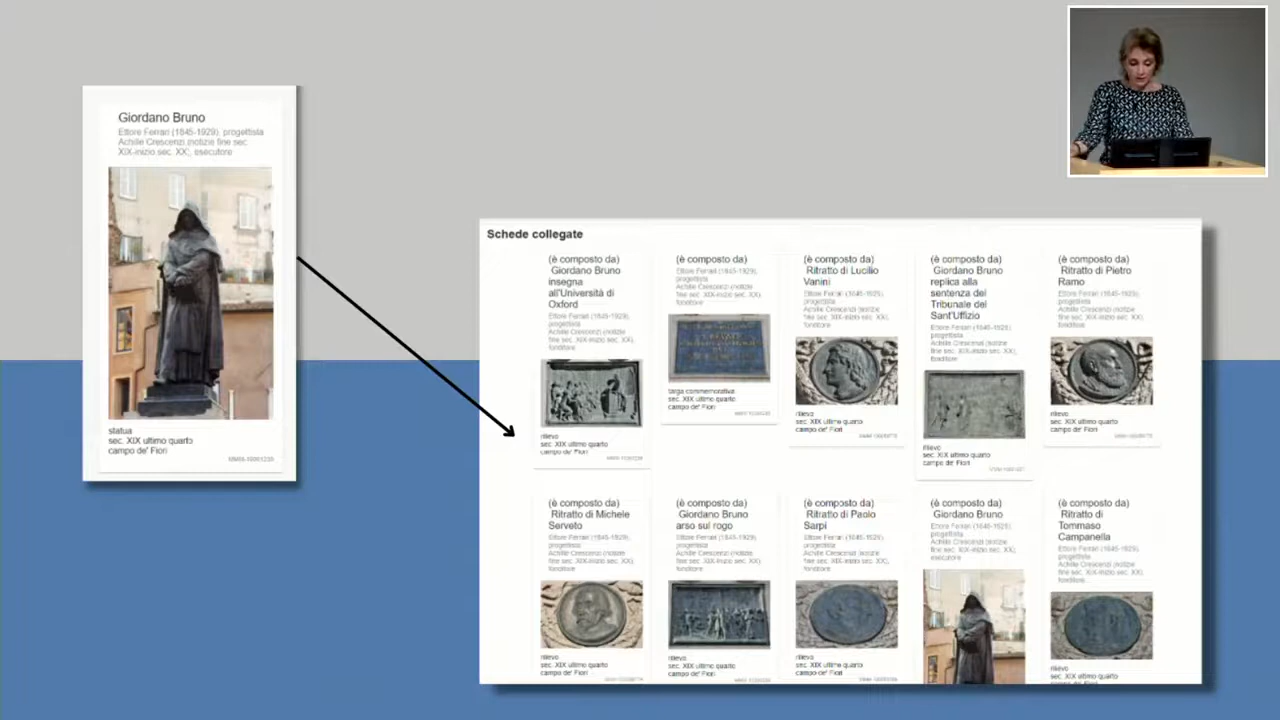 Giordano Bruno
Ettore Ferrari (1845-1929), progettista
Achille Crescenzi (notizie fine sec.
XIX-inizio sec. XX), esecutore
statua
sec. XIX ultimo quarto
campo de' Fiori
Schede collegate
(è composto da)
Giordano Bruno
insegna
all'Università di
Oxford
Ettore Ferrari (1845-1929),
progettista
Achille Crescenzi (notizie
fine sec. XIX-inizio sec. XX),
fonditore
rilievo
sec. XIX ultimo quarto
campo de' Fiori
(è composto da)
Ettore Ferrari (1845-1929),
progettista
Achille Crescenzi (notizie
fine sec. XIX-inizio sec. XX),
fonditore
targa commemorativa
sec. XIX ultimo quarto
campo de' Fiori
(è composto da)
Ritratto di Lucilio
Vanini
Ettore Ferrari (1845-1929),
progettista
Achille Crescenzi (notizie
fine sec. XIX-inizio sec. XX),
fonditore
rilievo
sec. XIX ultimo quarto
campo de' Fiori
(è composto da)
Giordano Bruno
replica alla
sentenza del
Tribunale del
Sant'Uffizio
Ettore Ferrari (1845-1929),
progettista
Achille Crescenzi (notizie
fine sec. XIX-inizio sec. XX),
fonditore
rilievo
sec. XIX ultimo quarto
campo de' Fiori
(è composto da)
Ritratto di Pietro
Ramo
Ettore Ferrari (1845-1929),
progettista
Achille Crescenzi (notizie
fine sec. XIX-inizio sec. XX),
fonditore
rilievo
sec. XIX ultimo quarto
campo de' Fiori
(è composto da)
Ritratto di Michele
Serveto
Ettore Ferrari (1845-1929),
progettista
Achille Crescenzi (notizie
fine sec. XIX-inizio sec. XX),
fonditore
rilievo
sec. XIX ultimo quarto
campo de' Fiori
(è composto da)
Giordano Bruno
arso sul rogo
Ettore Ferrari (1845-1929),
progettista
Achille Crescenzi (notizie
fine sec. XIX-inizio sec. XX),
fonditore
rilievo
sec. XIX ultimo quarto
campo de' Fiori
(è composto da)
Ritratto di Paolo
Sarpi
Ettore Ferrari (1845-1929),
progettista
Achille Crescenzi (notizie
fine sec. XIX-inizio sec. XX),
fonditore
rilievo
sec. XIX ultimo quarto
campo de' Fiori
(è composto da)
Giordano Bruno
Ettore Ferrari (1845-1929),
progettista
Achille Crescenzi (notizie
fine sec. XIX-inizio sec. XX),
esecutore
(è composto da)
Ritratto di
Tommaso
Campanella
Ettore Ferrari (1845-1929),
progettista
Achille Crescenzi (notizie
fine sec. XIX-inizio sec. XX),
fonditore
rilievo
sec. XIX ultimo quarto
campo de' Fiori